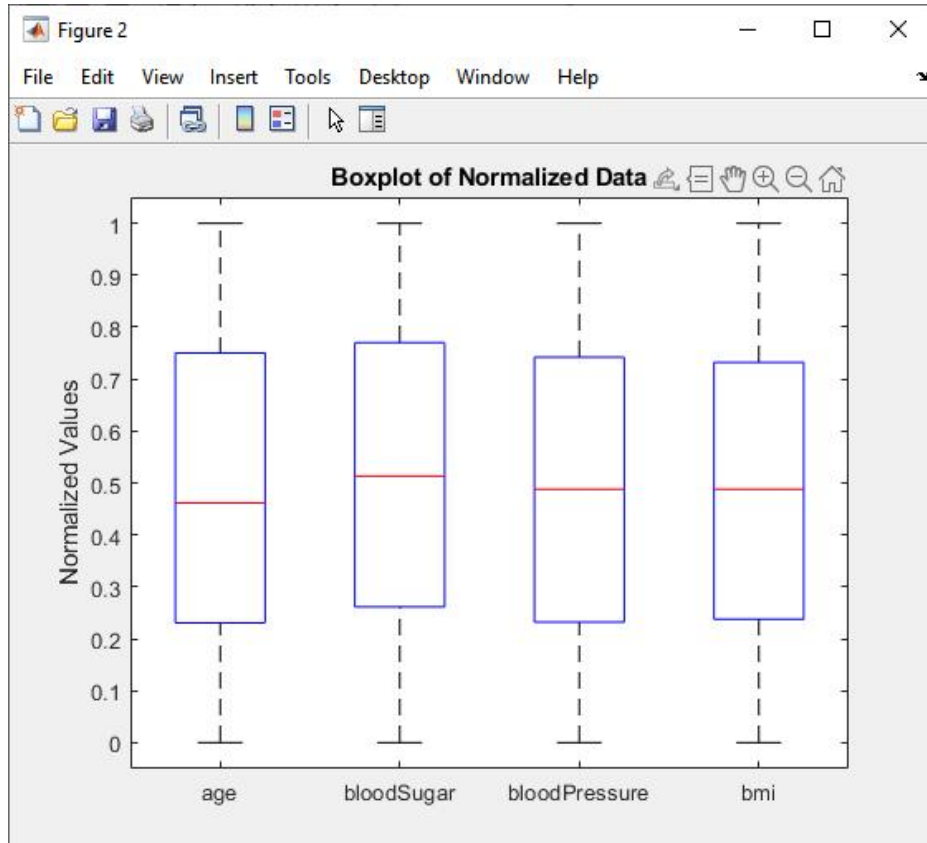 Figure 2
File Edit View Insert Tools Desktop Window Help
Boxplot of Normalized Data
Normalized Values
1
0.9
0.8
0.7
0.6
0.5
0.4
0.3
0.2
0.1
0
age bloodSugar bloodPressure bmi